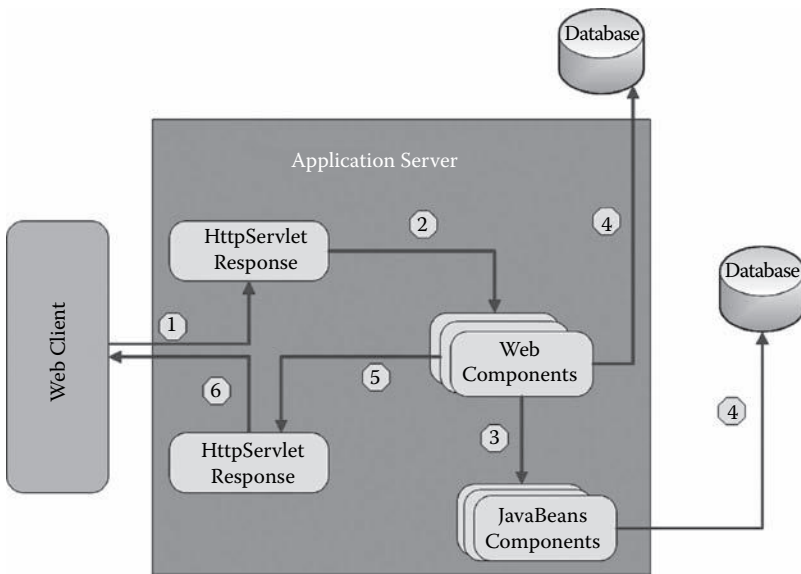 Database
Application Server
HttpServlet
Response
2
4
Database
Web Client
1
Web
Components
6
5
4
HttpServlet
Response
3
JavaBeans
Components